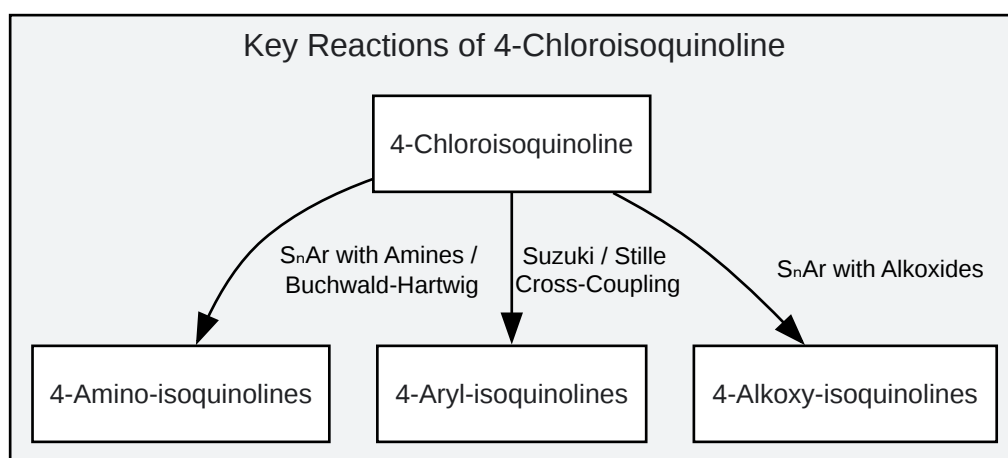 Key Reactions of 4-Chloroisoquinoline
4-Chloroisoquinoline
SₙAr with Amines /
Buchwald-Hartwig
Suzuki / Stille
Cross-Coupling
SₙAr with Alkoxides
4-Amino-isoquinolines
4-Aryl-isoquinolines
4-Alkoxy-isoquinolines